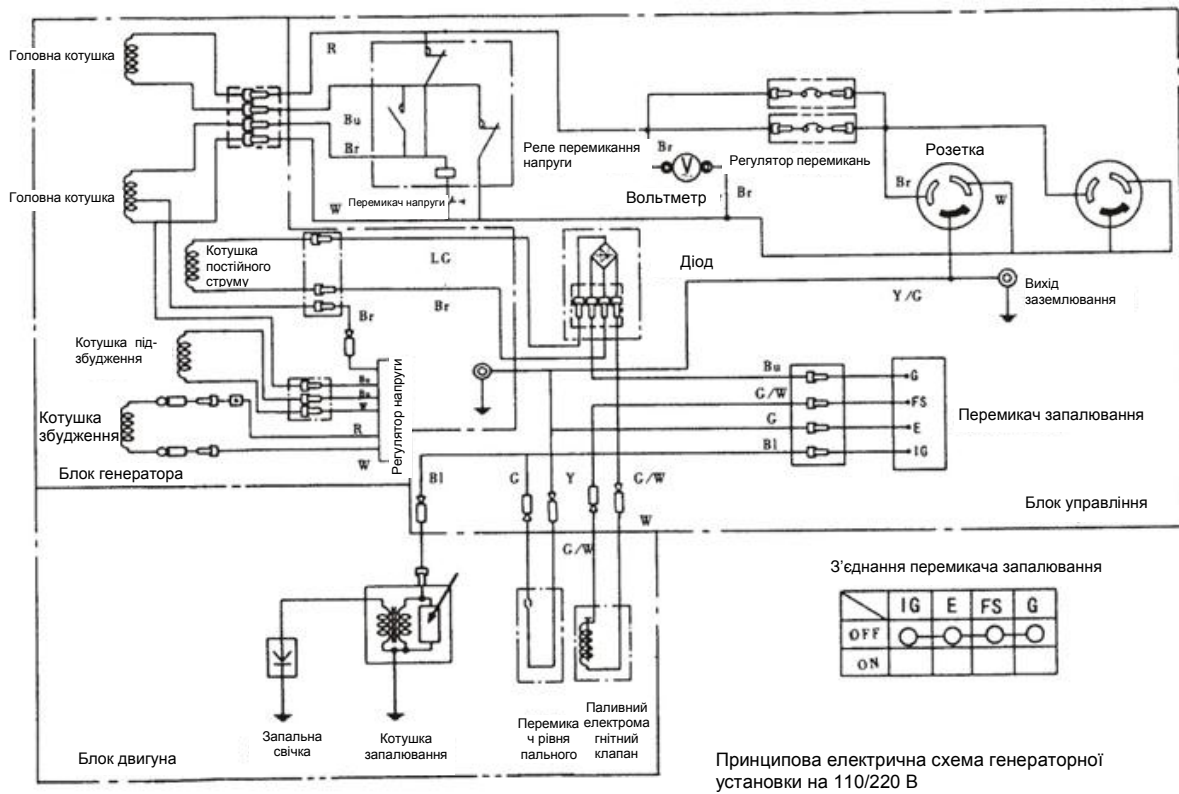 Головна котушка
R
Bu
Br
Реле перемикання
напруги
Br
Вольтметр
V
Br
Регулятор перемикань
Розетка
Br
W
Головна котушка
W
Перемикач напруги
Котушка
постійного
струму
LG
Br
Br
Діод
Y/G
Вихід
заземлювання
Котушка під-
збудження
Bu
Bu
W
Котушка
збудження
R
W
Регулятор напруги
Блок генератора
Bu
G/W
G
Bl
G
FS
E
IG
Перемикач запалювання
Блок управління
Bl
G
Y
G/W
W
G/W
Запальна
свічка
Котушка
запалювання
Перемика
ч рівня
пального
Паливний
електрома
гнітний
клапан
Блок двигуна
З’єднання перемикача запалювання
IG E FS G
OFF
ON
Принципова електрична схема генераторної
установки на 110/220 В